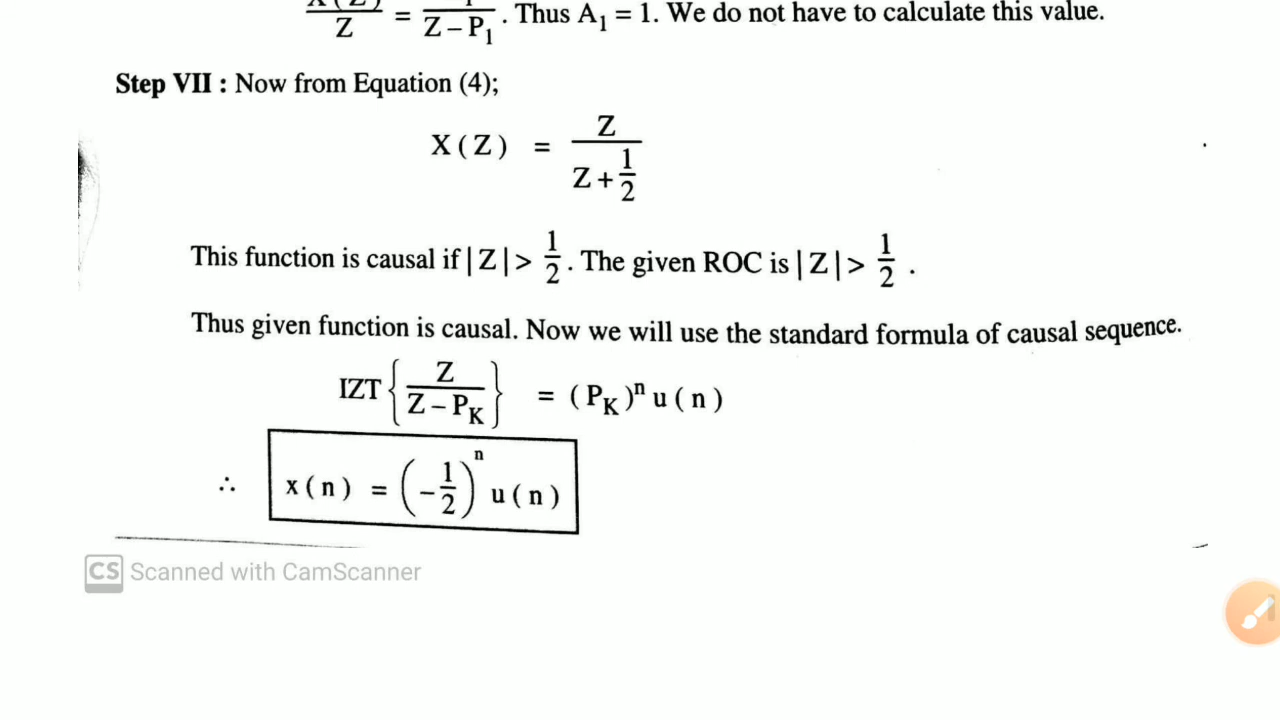 X(Z)/Z = 1/(Z – P₁) . Thus A₁ = 1. We do not have to calculate this value.
Step VII : Now from Equation (4);
X ( Z ) = Z/(Z + 1/2)
This function is causal if | Z | > 1/2 . The given ROC is | Z | > 1/2 .
Thus given function is causal. Now we will use the standard formula of causal sequence.
IZT { Z/(Z – P_K) } = ( P_K )ⁿ u ( n )
∴ x ( n ) = (– 1/2)ⁿ u ( n )
CS Scanned with CamScanner